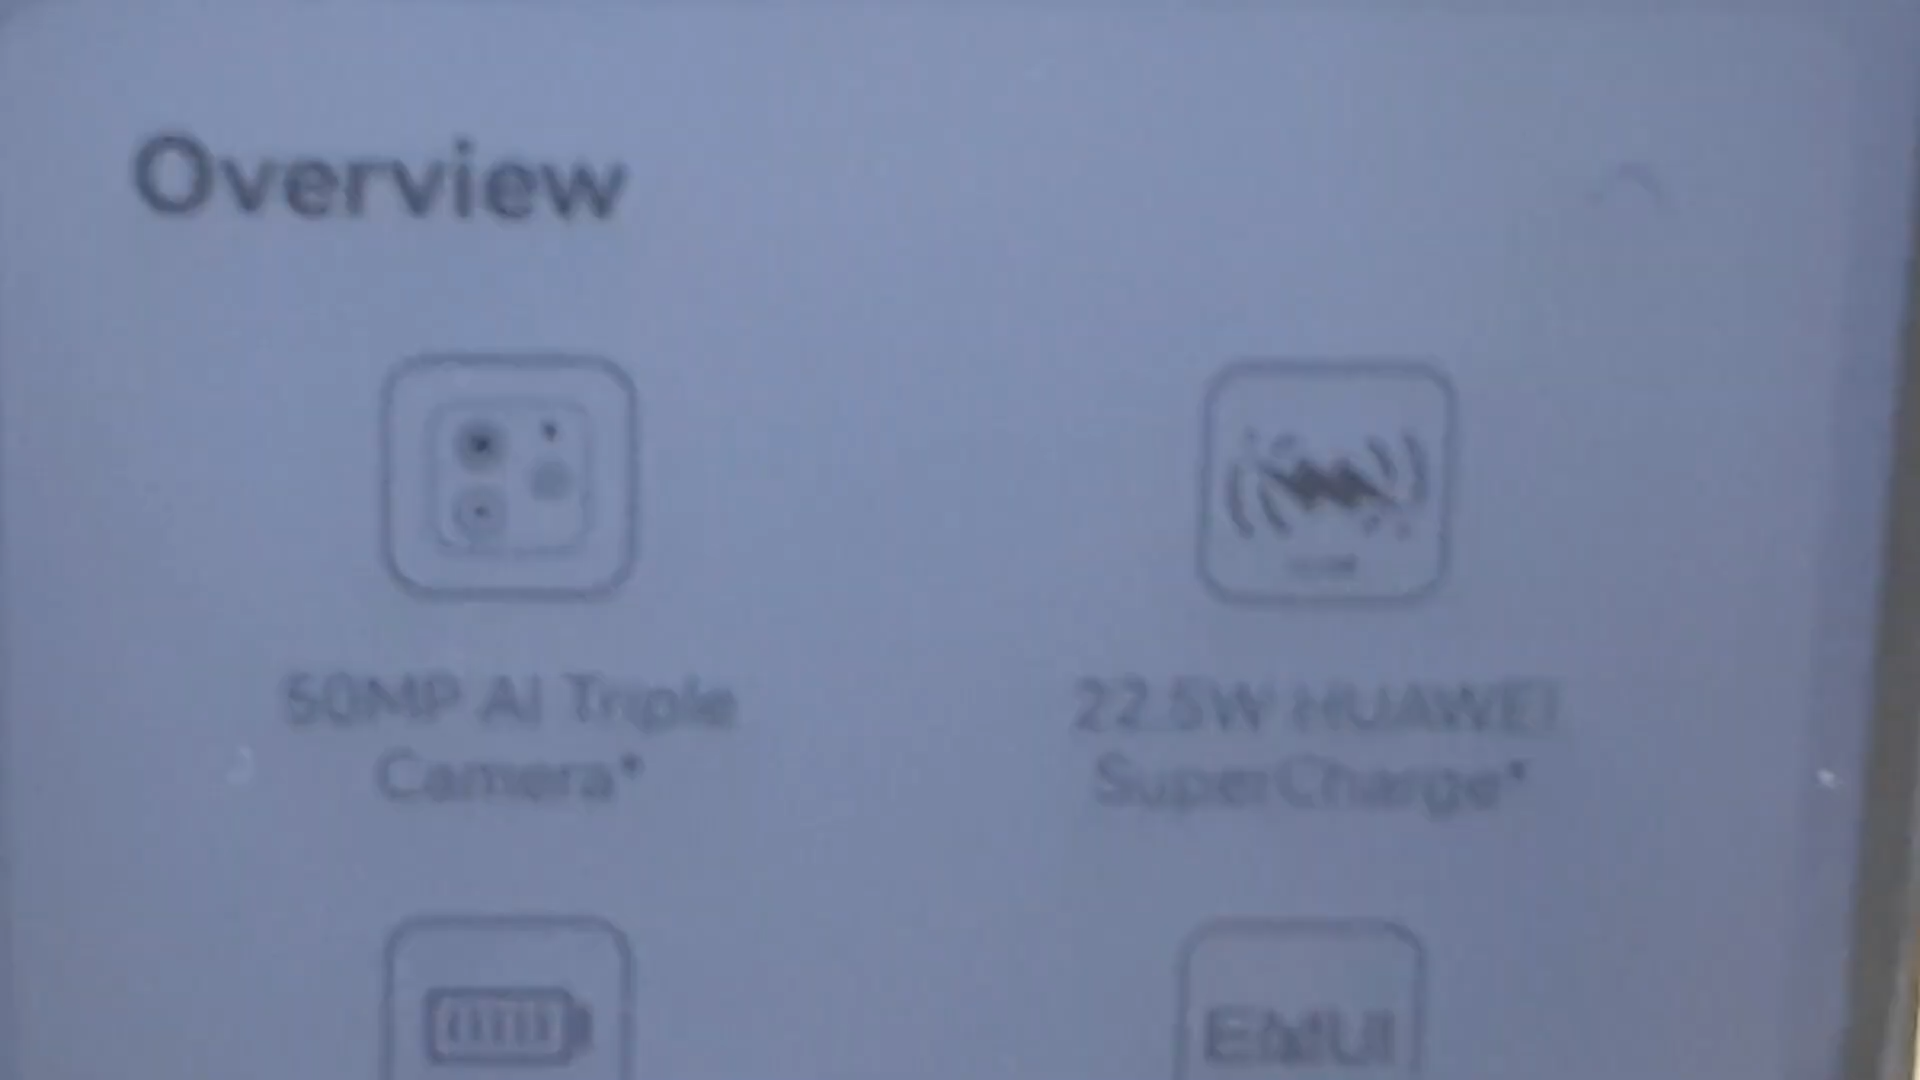 Overview
50MP AI Triple
Camera*
22.5W HUAWEI
SuperCharge*
EMUI